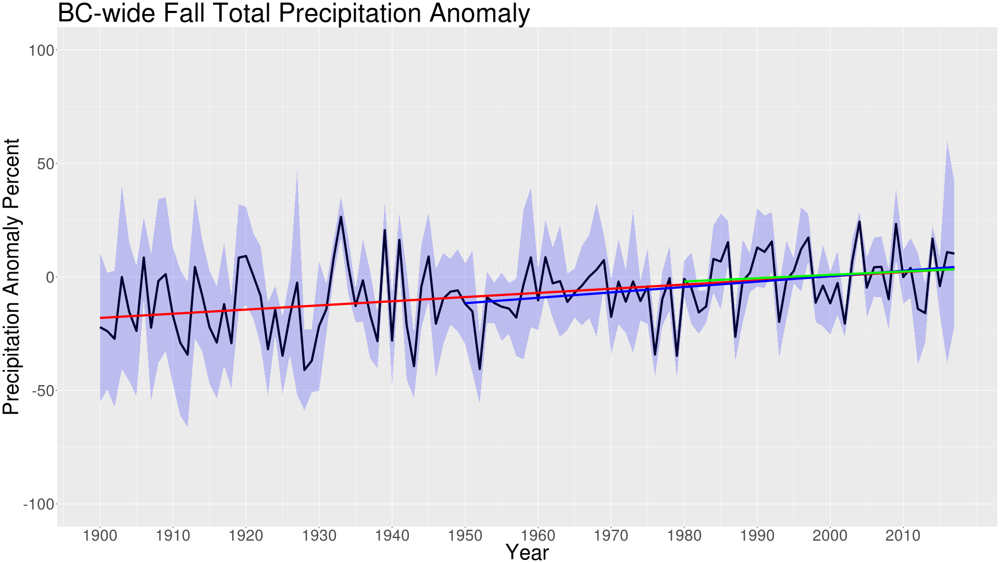 BC-wide Fall Total Precipitation Anomaly
Precipitation Anomaly Percent
100
50
0
-50
-100
1900 1910 1920 1930 1940 1950 1960 1970 1980 1990 2000 2010
Year